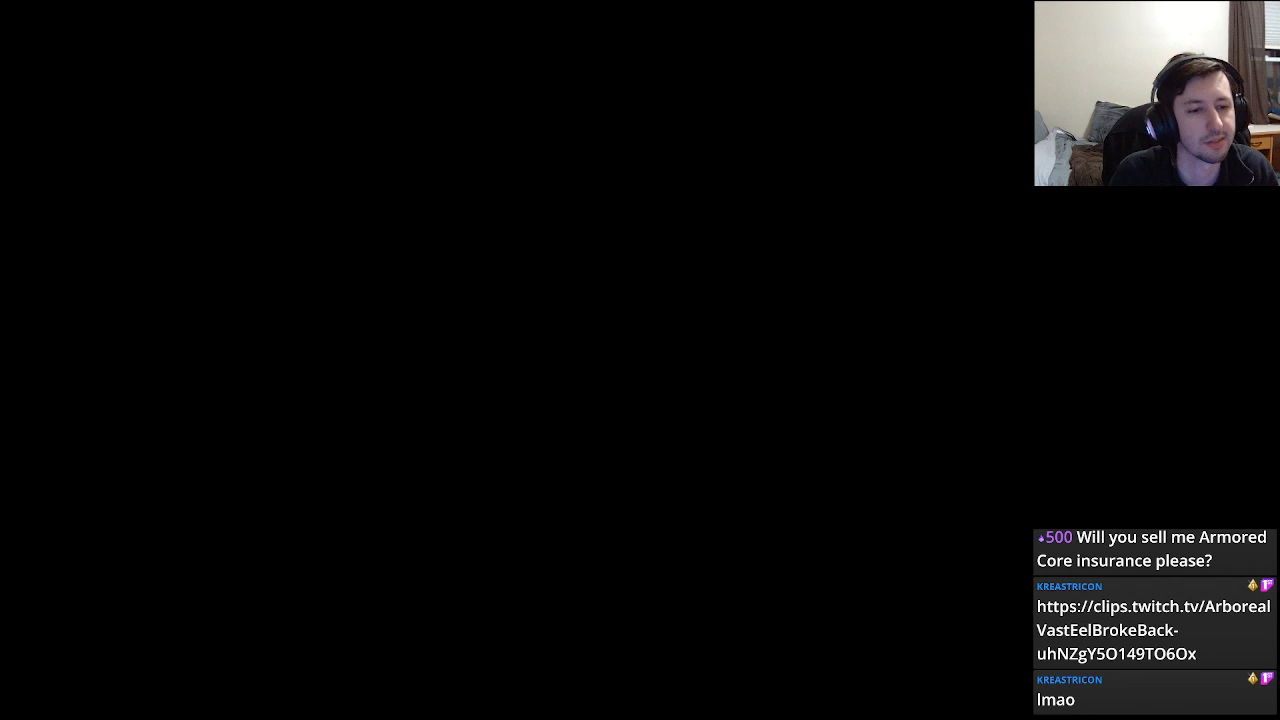 500 Will you sell me Armored
Core insurance please?
KREASTRICON
https://clips.twitch.tv/Arboreal
VastEelBrokeBack-
uhNZgY5O149TO6Ox
KREASTRICON
lmao